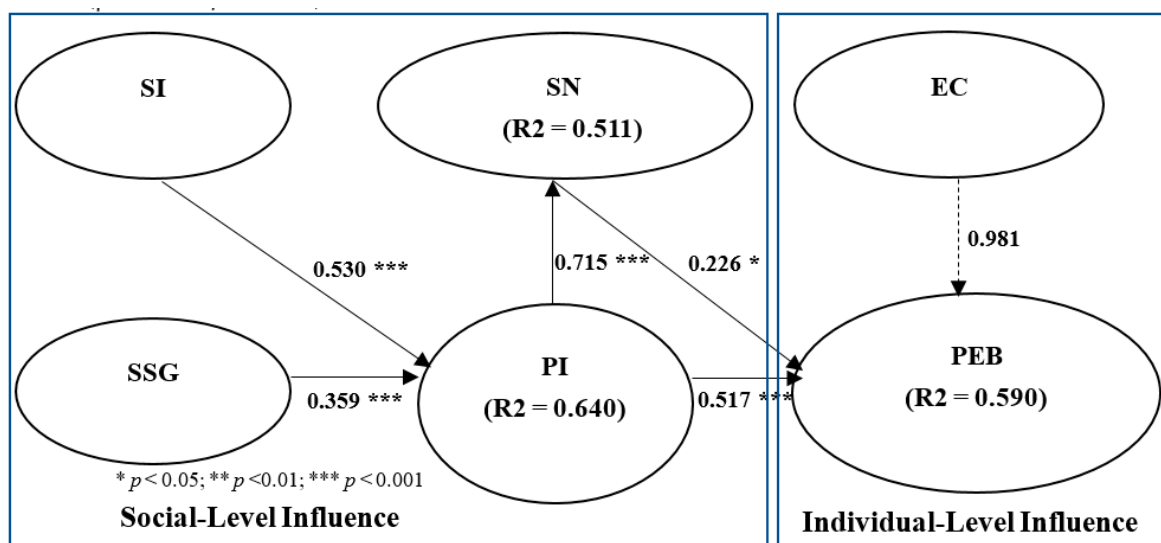 SI
SN
(R2 = 0.511)
EC
0.530 ***
0.715 ***
0.226 *
0.981
SSG
0.359 ***
PI
(R2 = 0.640)
0.517 ***
PEB
(R2 = 0.590)
* p < 0.05; ** p <0.01; *** p < 0.001
Social-Level Influence
Individual-Level Influence